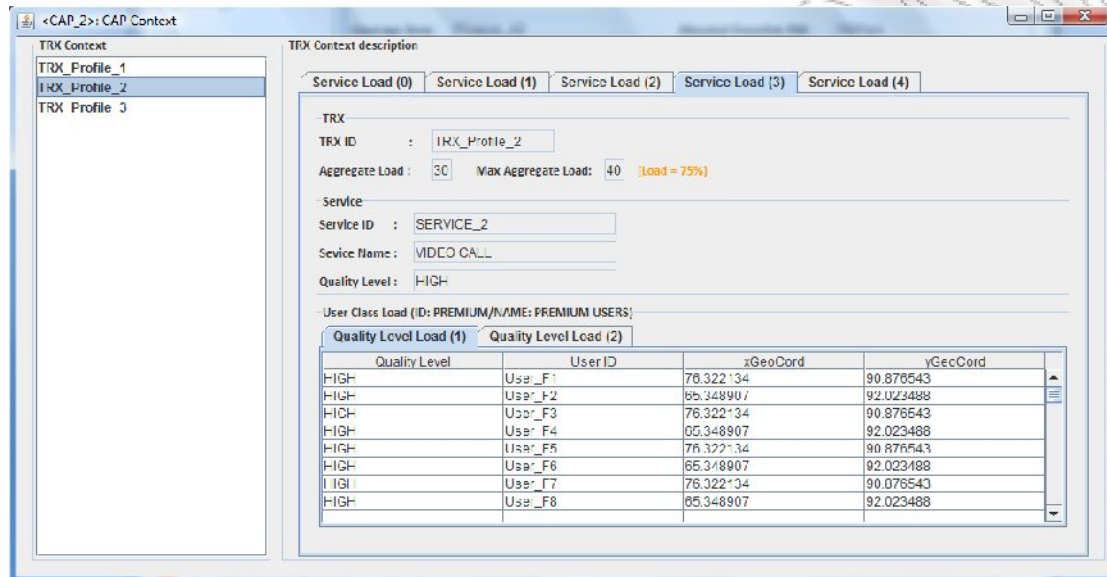 <CAP_2>: CAP Context
TRX Context
TRX_Profile_1
TRX_Profile_2
TRX Profile 3
TRX Context description
Service Load (0) Service Load (1) Service Load (2) Service Load (3) Service Load (4)
TRX
TRX ID : TRX_Profile_2
Aggregate Load : 30 Max Aggregate Load: 40 [Load = 75%]
Service
Service ID : SERVICE_2
Sevice Name : VIDEO CALL
Quality Level : HIGH
User Class Load (ID: PREMIUM/NAME: PREMIUM USERS)
Quality Level Load (1) Quality Level Load (2)
Quality Level User ID xGeoCord yGeoCord
HIGH User_F1 76.322134 90.876543
HIGH User_F2 65.348907 92.023488
HIGH User_F3 76.322134 90.876543
HIGH User_F4 65.348907 92.023488
HIGH User_F5 76.322134 90.876543
HIGH User_F6 65.348907 92.023488
HIGH User_F7 76.322134 90.876543
HIGH User_F8 65.348907 92.023488